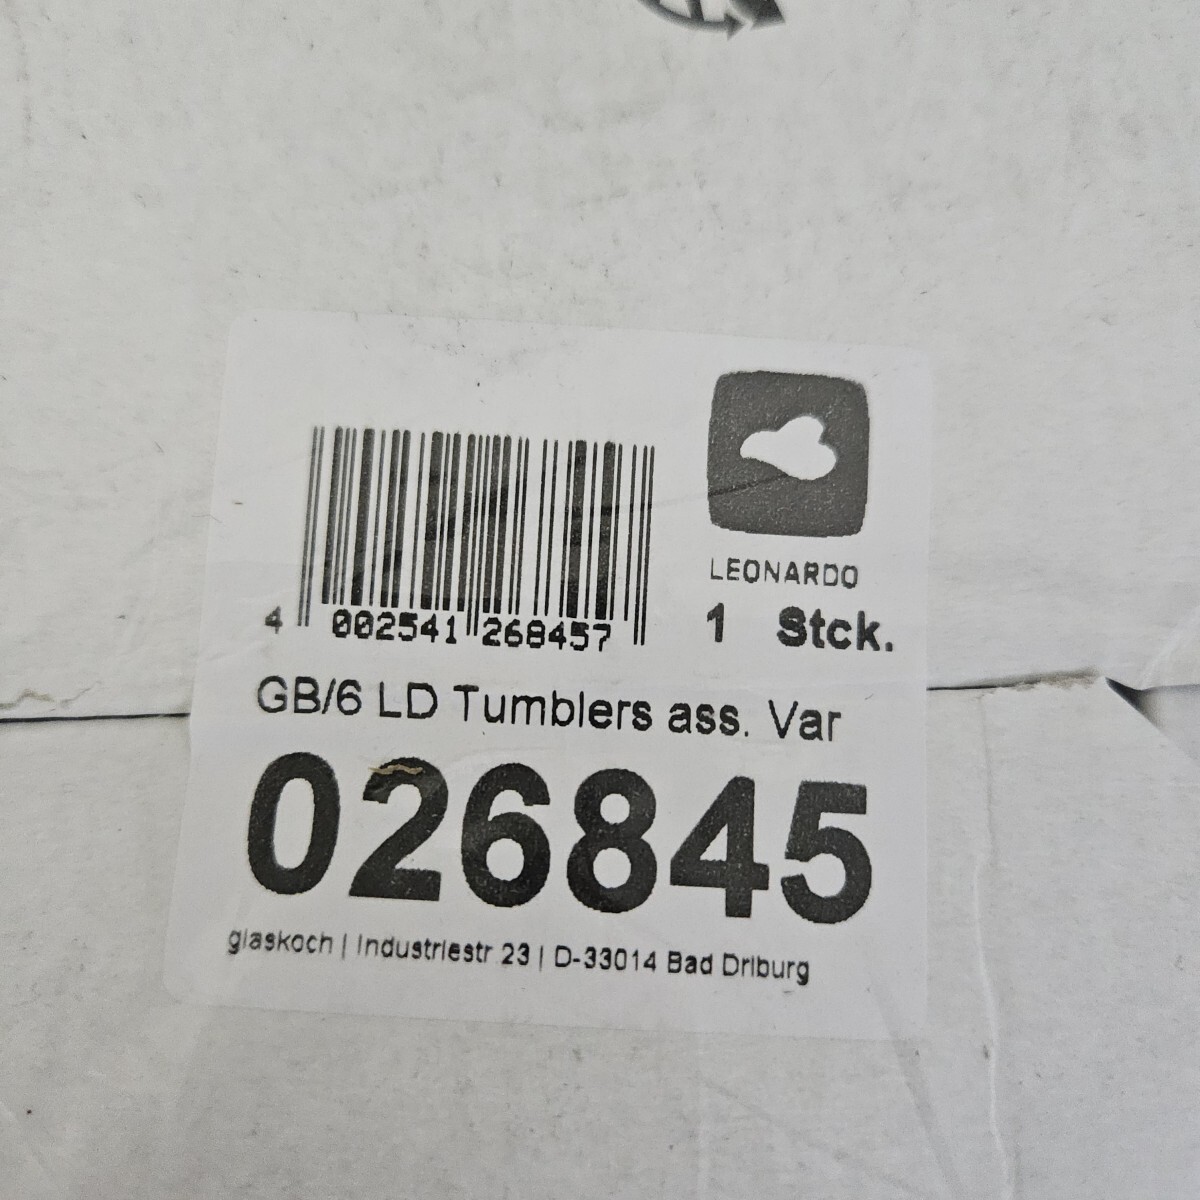 LEONARDO
1 Stck.
4 002541 268457
GB/6 LD Tumblers ass. Var
026845
glaskoch | Industriestr 23 | D-33014 Bad Driburg